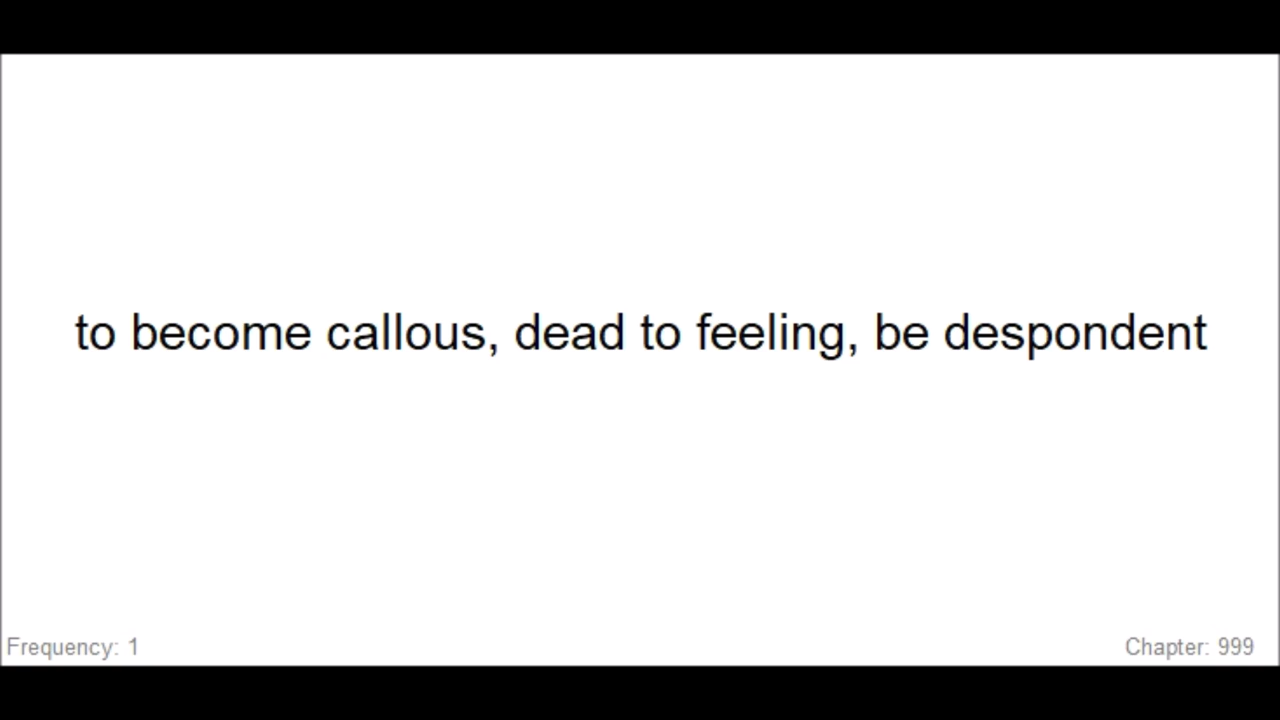 to become callous, dead to feeling, be despondent
Frequency: 1
Chapter: 999